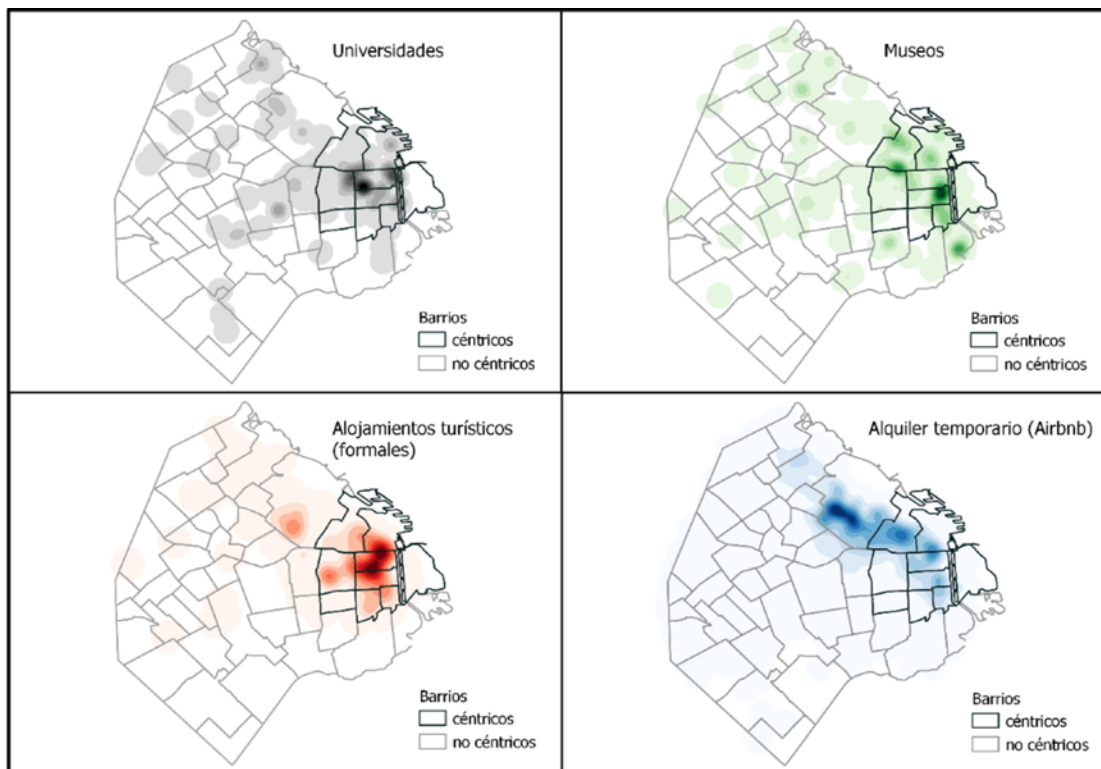 Universidades
Barrios
céntricos
no céntricos
Museos
Barrios
céntricos
no céntricos
Alojamientos turísticos
(formales)
Barrios
céntricos
no céntricos
Alquiler temporario (Airbnb)
Barrios
céntricos
no céntricos